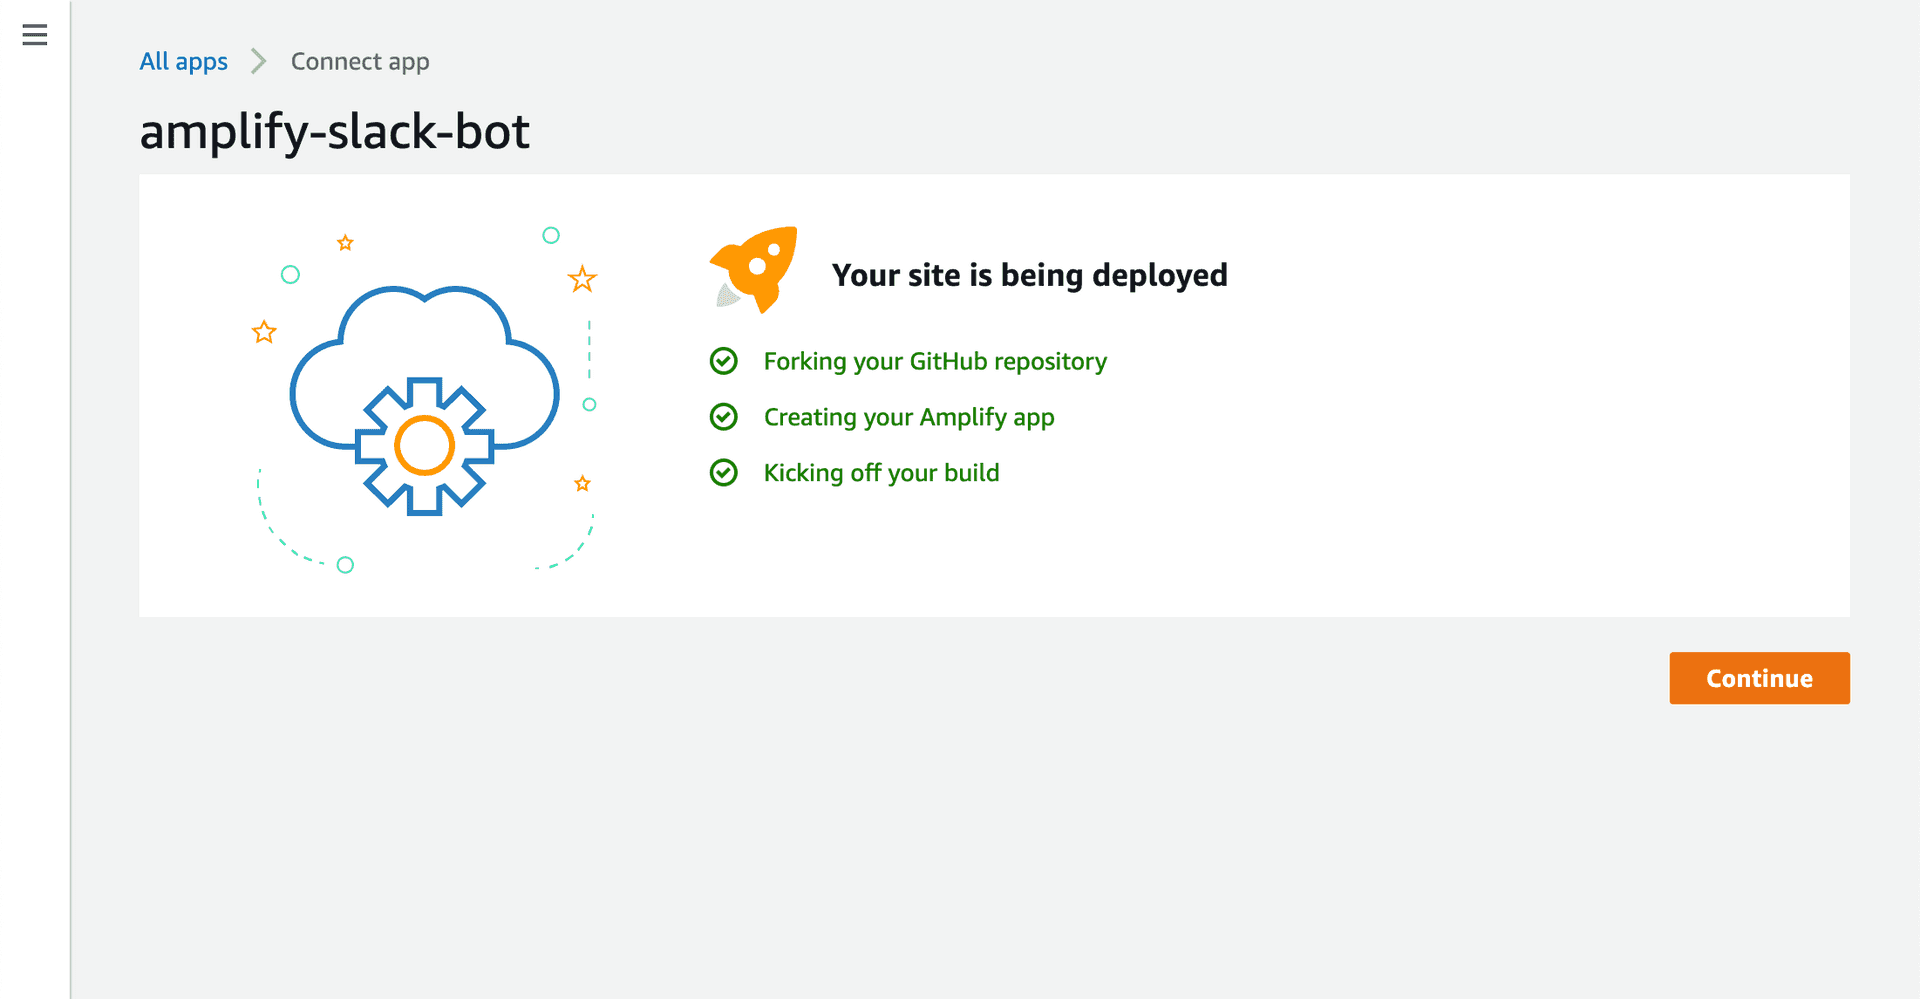 All apps
Connect app
amplify-slack-bot
Your site is being deployed
Forking your GitHub repository
Creating your Amplify app
Kicking off your build
Continue